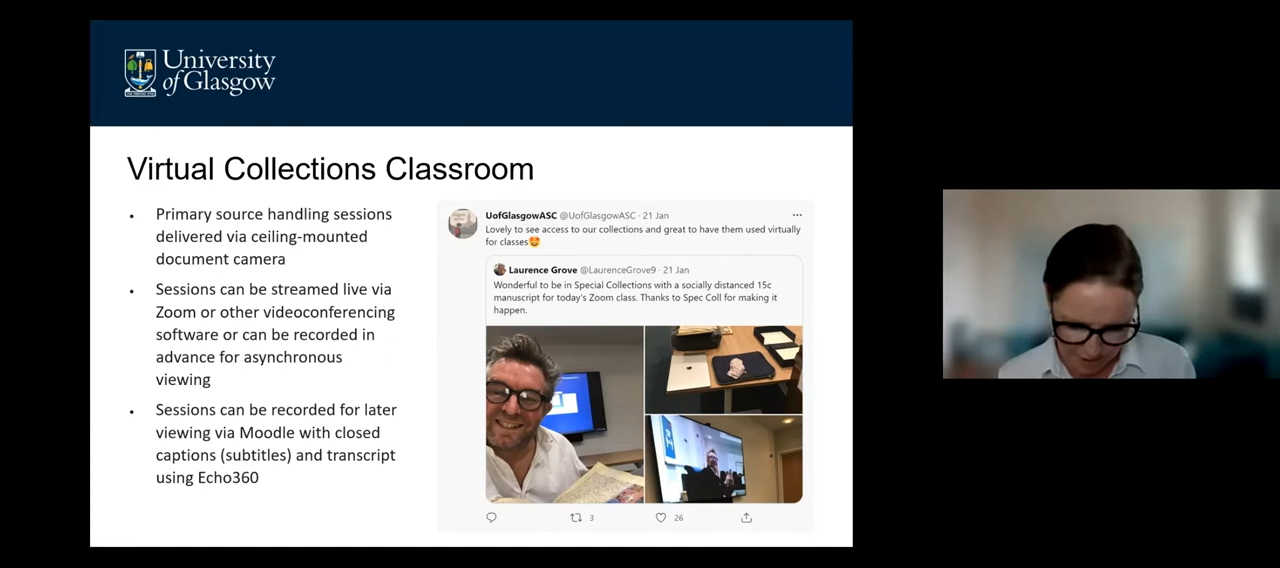 University
of Glasgow
Virtual Collections Classroom
• Primary source handling sessions
delivered via ceiling-mounted
document camera
• Sessions can be streamed live via
Zoom or other videoconferencing
software or can be recorded in
advance for asynchronous
viewing
• Sessions can be recorded for later
viewing via Moodle with closed
captions (subtitles) and transcript
using Echo360
UofGlasgowASC @UofGlasgowASC · 21 Jan
Lovely to see access to our collections and great to have them used virtually
for classes🤩
Laurence Grove @LaurenceGrove9 · 21 Jan
Wonderful to be in Special Collections with a socially distanced 15c
manuscript for today's Zoom class. Thanks to Spec Coll for making it
happen.
3
26